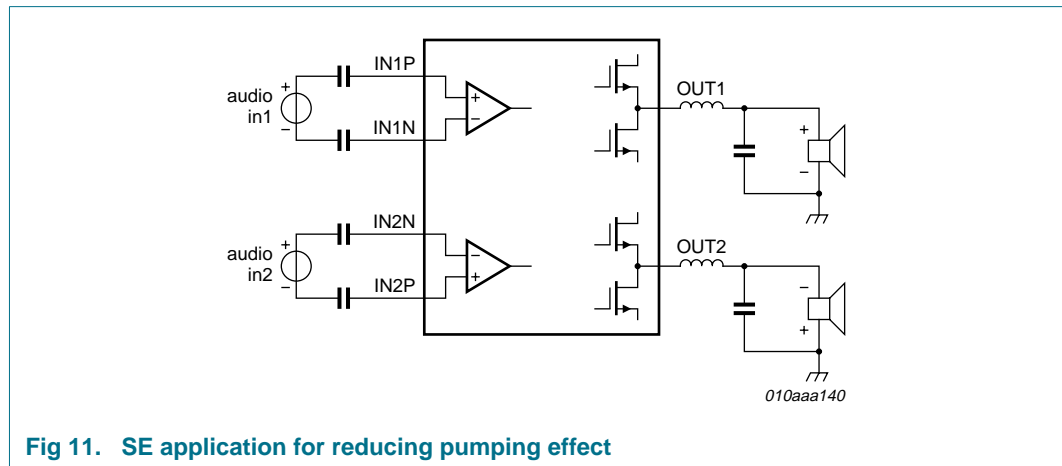 IN1P
OUT1
+
+
audio
in1
+
−
−
IN1N
−
IN2N
OUT2
+
−
−
audio
in2
+
−
IN2P
+
010aaa140
Fig 11. SE application for reducing pumping effect